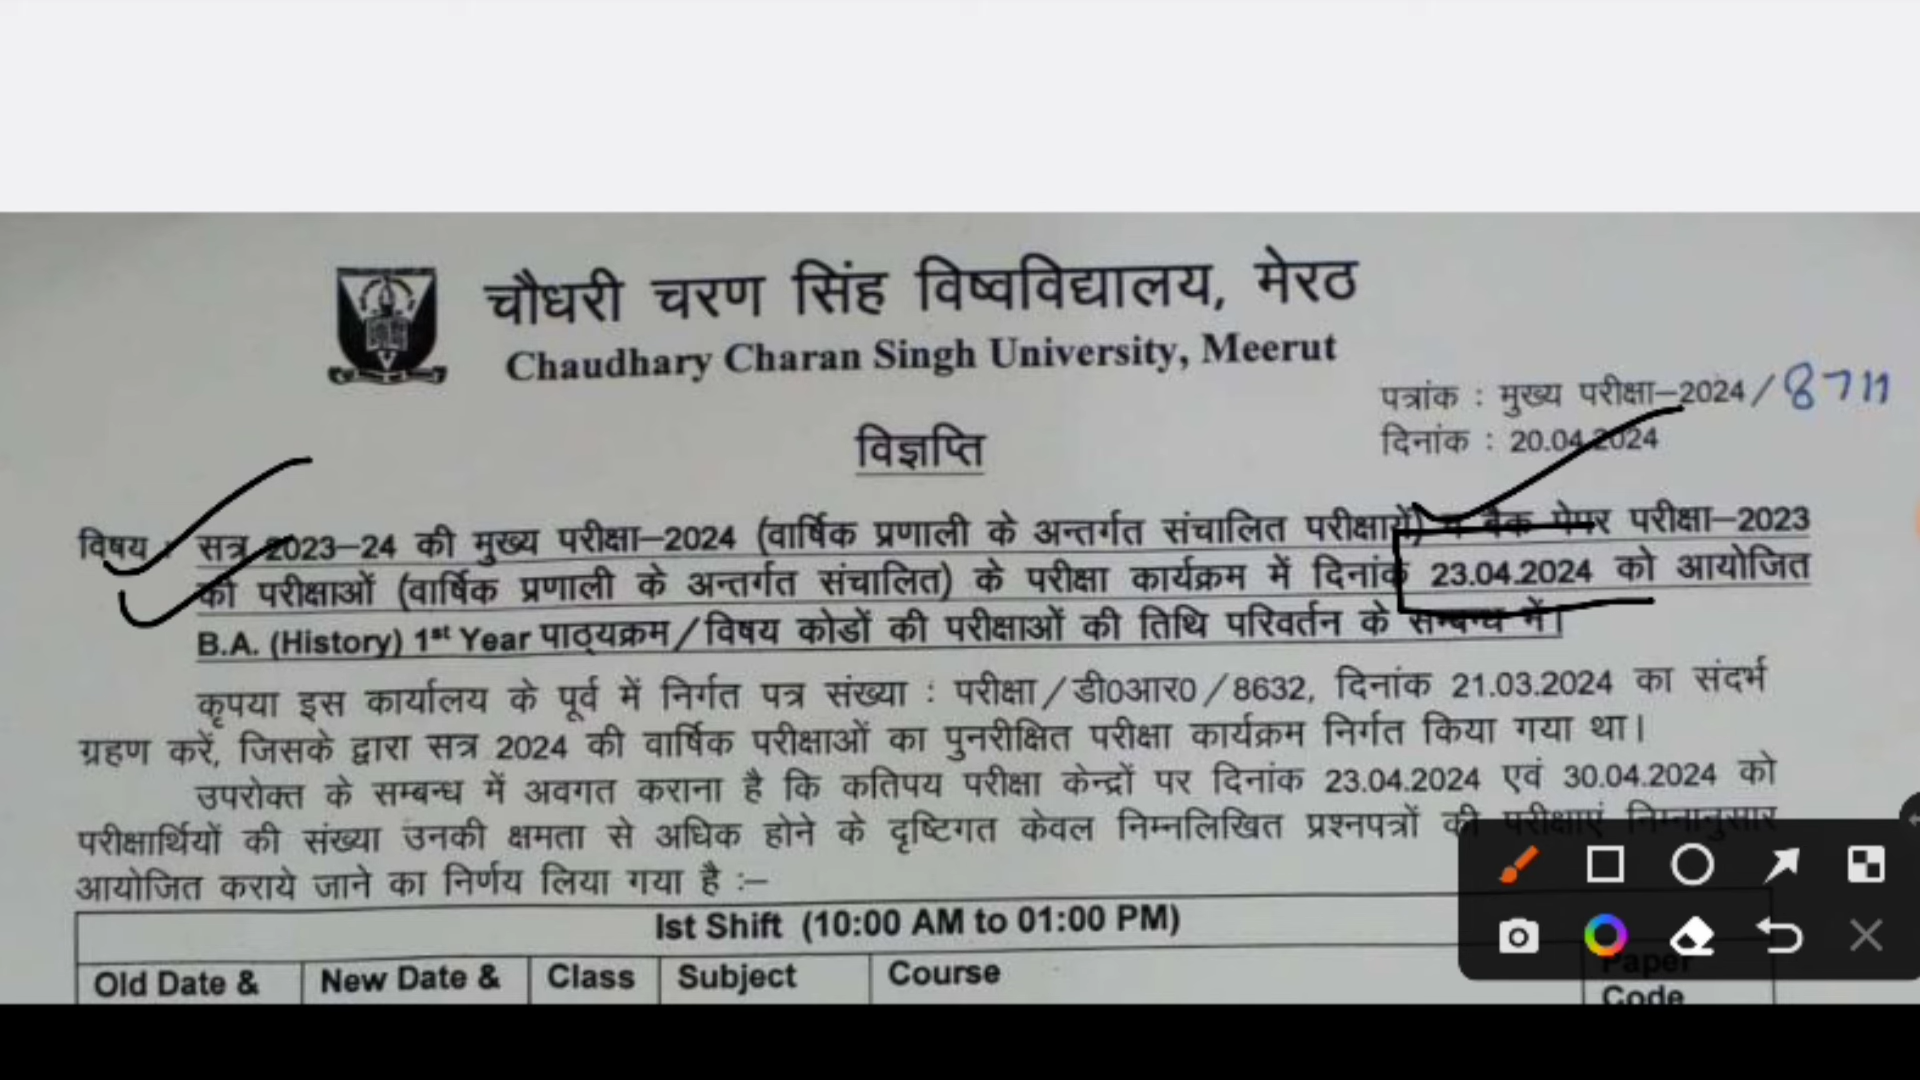 चौधरी चरण सिंह विष्वविद्यालय, मेरठ
Chaudhary Charan Singh University, Meerut
पत्रांक : मुख्य परीक्षा–2024/8711
दिनांक : 20.04.2024
विज्ञप्ति
विषय : सत्र 2023–24 की मुख्य परीक्षा–2024 (वार्षिक प्रणाली के अन्तर्गत संचालित परीक्षायें) व बैक पेपर परीक्षा–2023
की परीक्षाओं (वार्षिक प्रणाली के अन्तर्गत संचालित) के परीक्षा कार्यक्रम में दिनांक 23.04.2024 को आयोजित
B.A. (History) 1st Year पाठ्यक्रम/विषय कोडों की परीक्षाओं की तिथि परिवर्तन के सम्बन्ध में।
कृपया इस कार्यालय के पूर्व में निर्गत पत्र संख्या : परीक्षा/डी0आर0/8632, दिनांक 21.03.2024 का संदर्भ
ग्रहण करें, जिसके द्वारा सत्र 2024 की वार्षिक परीक्षाओं का पुनरीक्षित परीक्षा कार्यक्रम निर्गत किया गया था।
उपरोक्त के सम्बन्ध में अवगत कराना है कि कतिपय परीक्षा केन्द्रों पर दिनांक 23.04.2024 एवं 30.04.2024 को
परीक्षार्थियों की संख्या उनकी क्षमता से अधिक होने के दृष्टिगत केवल निम्नलिखित प्रश्नपत्रों की परीक्षाएं निम्नानुसार
आयोजित कराये जाने का निर्णय लिया गया है :–
Ist Shift (10:00 AM to 01:00 PM)
Old Date & New Date & Class Subject Course Paper
Code